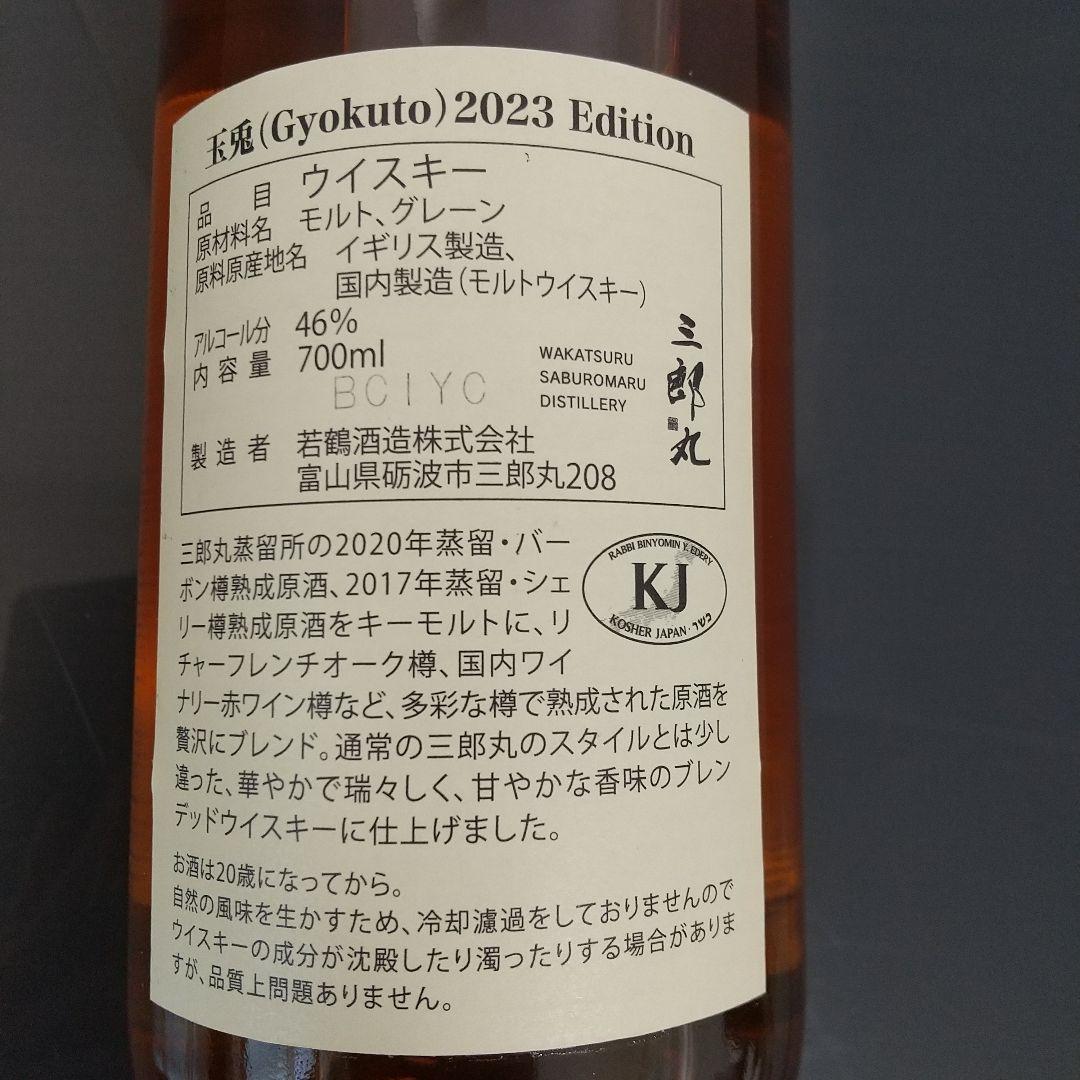 玉兎(Gyokuto)2023 Edition
品目 ウイスキー
原材料名 モルト、グレーン
原料原産地名 イギリス製造、
国内製造(モルトウイスキー)
アルコール分 46%
内容量 700ml
BCIYC
WAKATSURU
SABUROMARU
DISTILLERY
三郎丸
製造者 若鶴酒造株式会社
富山県砺波市三郎丸208
三郎丸蒸留所の2020年蒸留・バー
ボン樽熟成原酒、2017年蒸留・シェ
リー樽熟成原酒をキーモルトに、リ
チャーフレンチオーク樽、国内ワイ
ナリー赤ワイン樽など、多彩な樽で熟成された原酒を
贅沢にブレンド。通常の三郎丸のスタイルとは少し
違った、華やかで瑞々しく、甘やかな香味のブレン
デッドウイスキーに仕上げました。
RABBI BINYOMIN Y. EDERY
KJ
KOSHER JAPAN・כשר
お酒は20歳になってから。
自然の風味を生かすため、冷却濾過をしておりませんので
ウイスキーの成分が沈殿したり濁ったりする場合がありま
すが、品質上問題ありません。